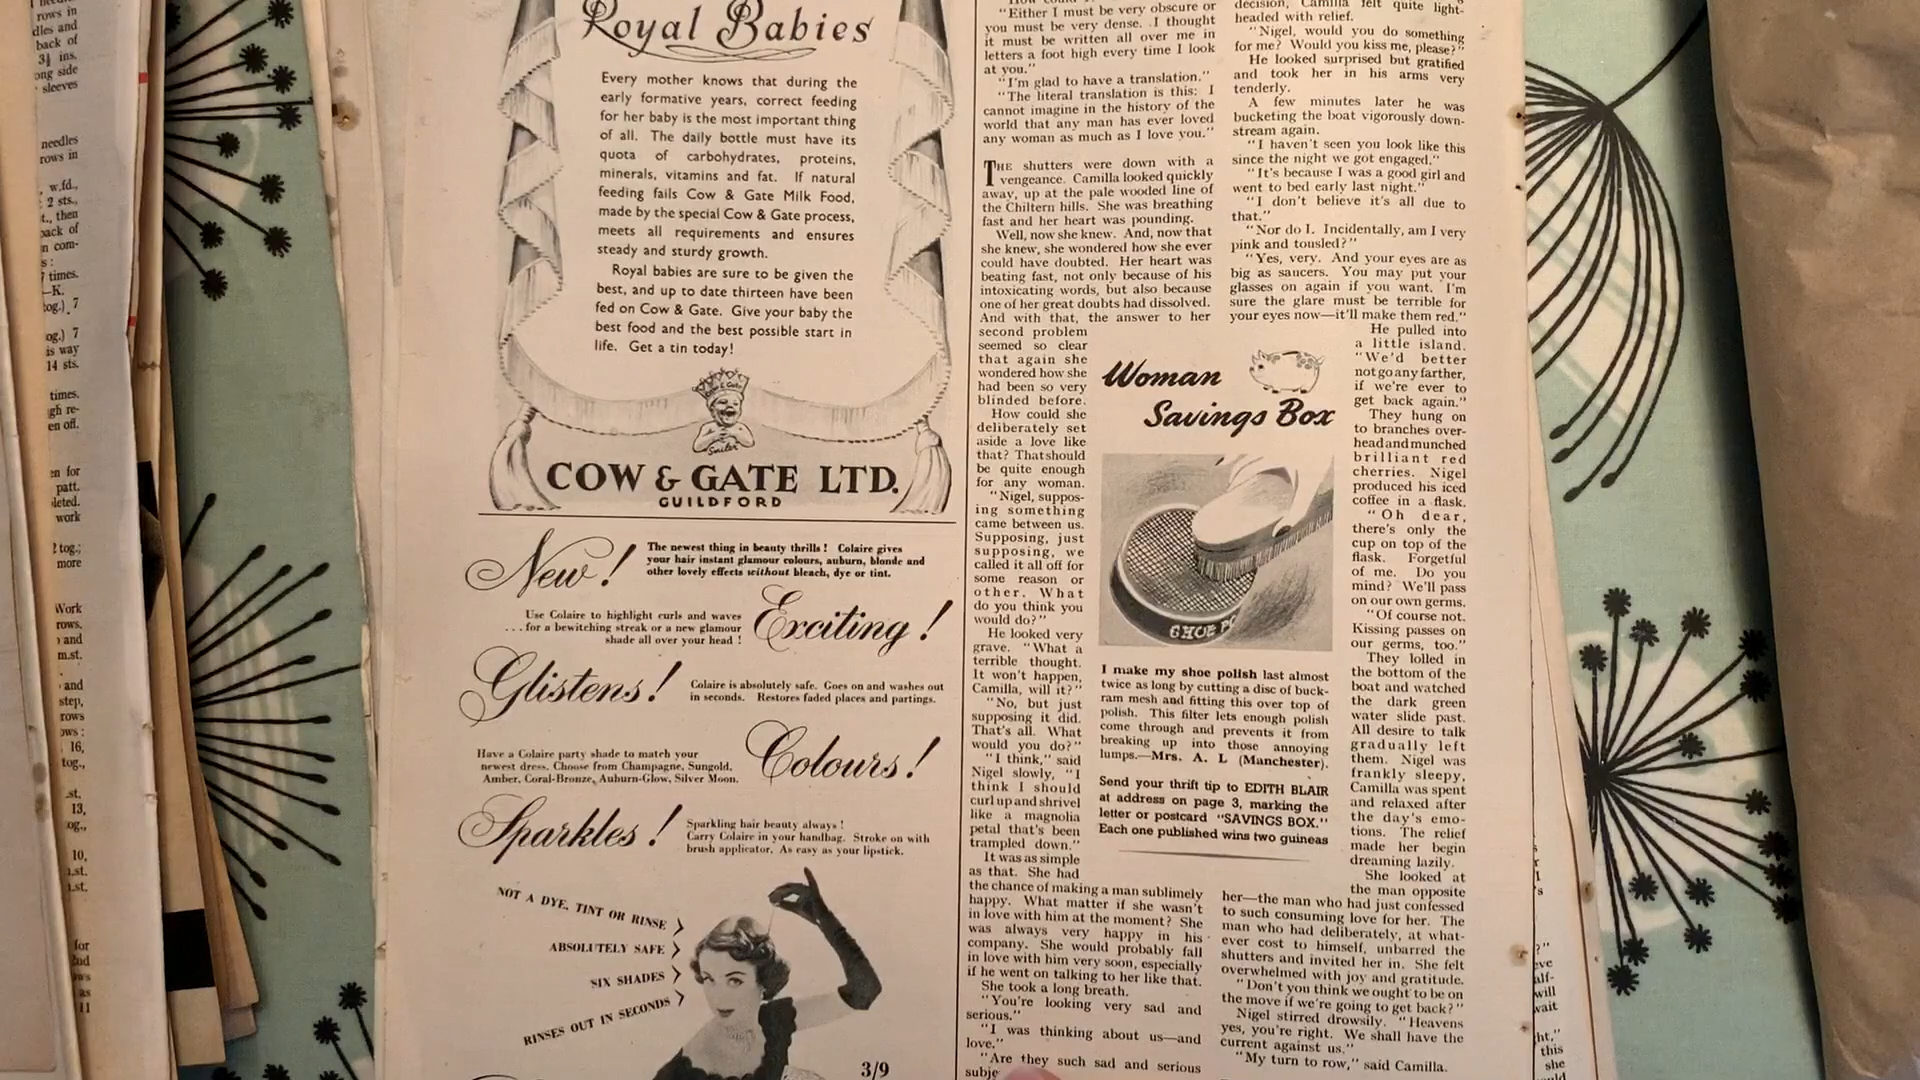 Royal Babies
Every mother knows that during the
early formative years, correct feeding
for her baby is the most important thing
of all. The daily bottle must have its
quota of carbohydrates, proteins,
minerals, vitamins and fat. If natural
feeding fails Cow & Gate Milk Food,
made by the special Cow & Gate process,
meets all requirements and ensures
steady and sturdy growth.
Royal babies are sure to be given the
best, and up to date thirteen have been
fed on Cow & Gate. Give your baby the
best food and the best possible start in
life. Get a tin today!
Smiler
COW & GATE LTD.
GUILDFORD
New!
The newest thing in beauty thrills! Colaire gives
your hair instant glamour colours, auburn, blonde and
other lovely effects without bleach, dye or tint.
Use Colaire to highlight curls and waves
... for a bewitching streak or a new glamour
shade all over your head!
Exciting!
Glistens!
Colaire is absolutely safe. Goes on and washes out
in seconds. Restores faded places and partings.
Have a Colaire party shade to match your
newest dress. Choose from Champagne, Sungold,
Amber, Coral-Bronze, Auburn-Glow, Silver Moon.
Colours!
Sparkles!
Sparkling hair beauty always!
Carry Colaire in your handbag. Stroke on with
brush applicator. As easy as your lipstick.
NOT A DYE, TINT OR RINSE
ABSOLUTELY SAFE
SIX SHADES
RINSES OUT IN SECONDS
3/9
"Either I must be very obscure or
you must be very dense. I thought
it must be written all over me in
letters a foot high every time I look
at you."
"I'm glad to have a translation."
"The literal translation is this: I
cannot imagine in the history of the
world that any man has ever loved
any woman as much as I love you."
THE shutters were down with a
vengeance. Camilla looked quickly
away, up at the pale wooded line of
the Chiltern hills. She was breathing
fast and her heart was pounding.
Well, now she knew. And, now that
she knew, she wondered how she ever
could have doubted. Her heart was
beating fast, not only because of his
intoxicating words, but also because
one of her great doubts had dissolved.
And with that, the answer to her
second problem
seemed so clear
that again she
wondered how she
had been so very
blinded before.
How could she
deliberately set
aside a love like
that? That should
be quite enough
for any woman.
"Nigel, suppos-
ing something
came between us.
Supposing, just
supposing, we
called it all off for
some reason or
other. What
do you think you
would do?"
He looked very
grave. "What a
terrible thought.
It won't happen,
Camilla, will it?"
"No, but just
supposing it did.
That's all. What
would you do?"
"I think," said
Nigel slowly, "I
think I should
curl up and shrivel
like a magnolia
petal that's been
trampled down."
It was as simple
as that. She had
the chance of making a man sublimely
happy. What matter if she wasn't
in love with him at the moment? She
was always very happy in his
company. She would probably fall
in love with him very soon, especially
if he went on talking to her like that.
She took a long breath.
"You're looking very sad and
serious."
"I was thinking about us—and
love."
"Are they such sad and serious
Woman
Savings Box
SHOE PO
I make my shoe polish last almost
twice as long by cutting a disc of buck-
ram mesh and fitting this over top of
polish. This filter lets enough polish
come through and prevents it from
breaking up into those annoying
lumps.—Mrs. A. L (Manchester).
Send your thrift tip to EDITH BLAIR
at address on page 3, marking the
letter or postcard "SAVINGS BOX."
Each one published wins two guineas
decision, Camilla felt quite light-
headed with relief.
"Nigel, would you do something
for me? Would you kiss me, please?"
He looked surprised but gratified
and took her in his arms very
tenderly.
A few minutes later he was
bucketing the boat vigorously down-
stream again.
"I haven't seen you look like this
since the night we got engaged."
"It's because I was a good girl and
went to bed early last night."
"I don't believe it's all due to
that."
"Nor do I. Incidentally, am I very
pink and tousled?"
"Yes, very. And your eyes are as
big as saucers. You may put your
glasses on again if you want. I'm
sure the glare must be terrible for
your eyes now—it'll make them red."
He pulled into
a little island.
"We'd better
not go any farther,
if we're ever to
get back again."
They hung on
to branches over-
head and munched
brilliant red
cherries. Nigel
produced his iced
coffee in a flask.
"Oh dear,
there's only the
cup on top of the
flask. Forgetful
of me. Do you
mind? We'll pass
on our own germs.
"Of course not.
Kissing passes on
our germs, too."
They lolled in
the bottom of the
boat and watched
the dark green
water slide past.
All desire to talk
gradually left
them. Nigel was
frankly sleepy,
Camilla was spent
and relaxed after
the day's emo-
tions. The relief
made her begin
dreaming lazily.
She looked at
the man opposite
her—the man who had just confessed
to such consuming love for her. The
man who had deliberately, at what-
ever cost to himself, unbarred the
shutters and invited her in. She felt
overwhelmed with joy and gratitude.
"Don't you think we ought to be on
the move if we're going to get back?"
Nigel stirred drowsily. "Heavens
yes, you're right. We shall have the
current against us."
"My turn to row," said Camilla.